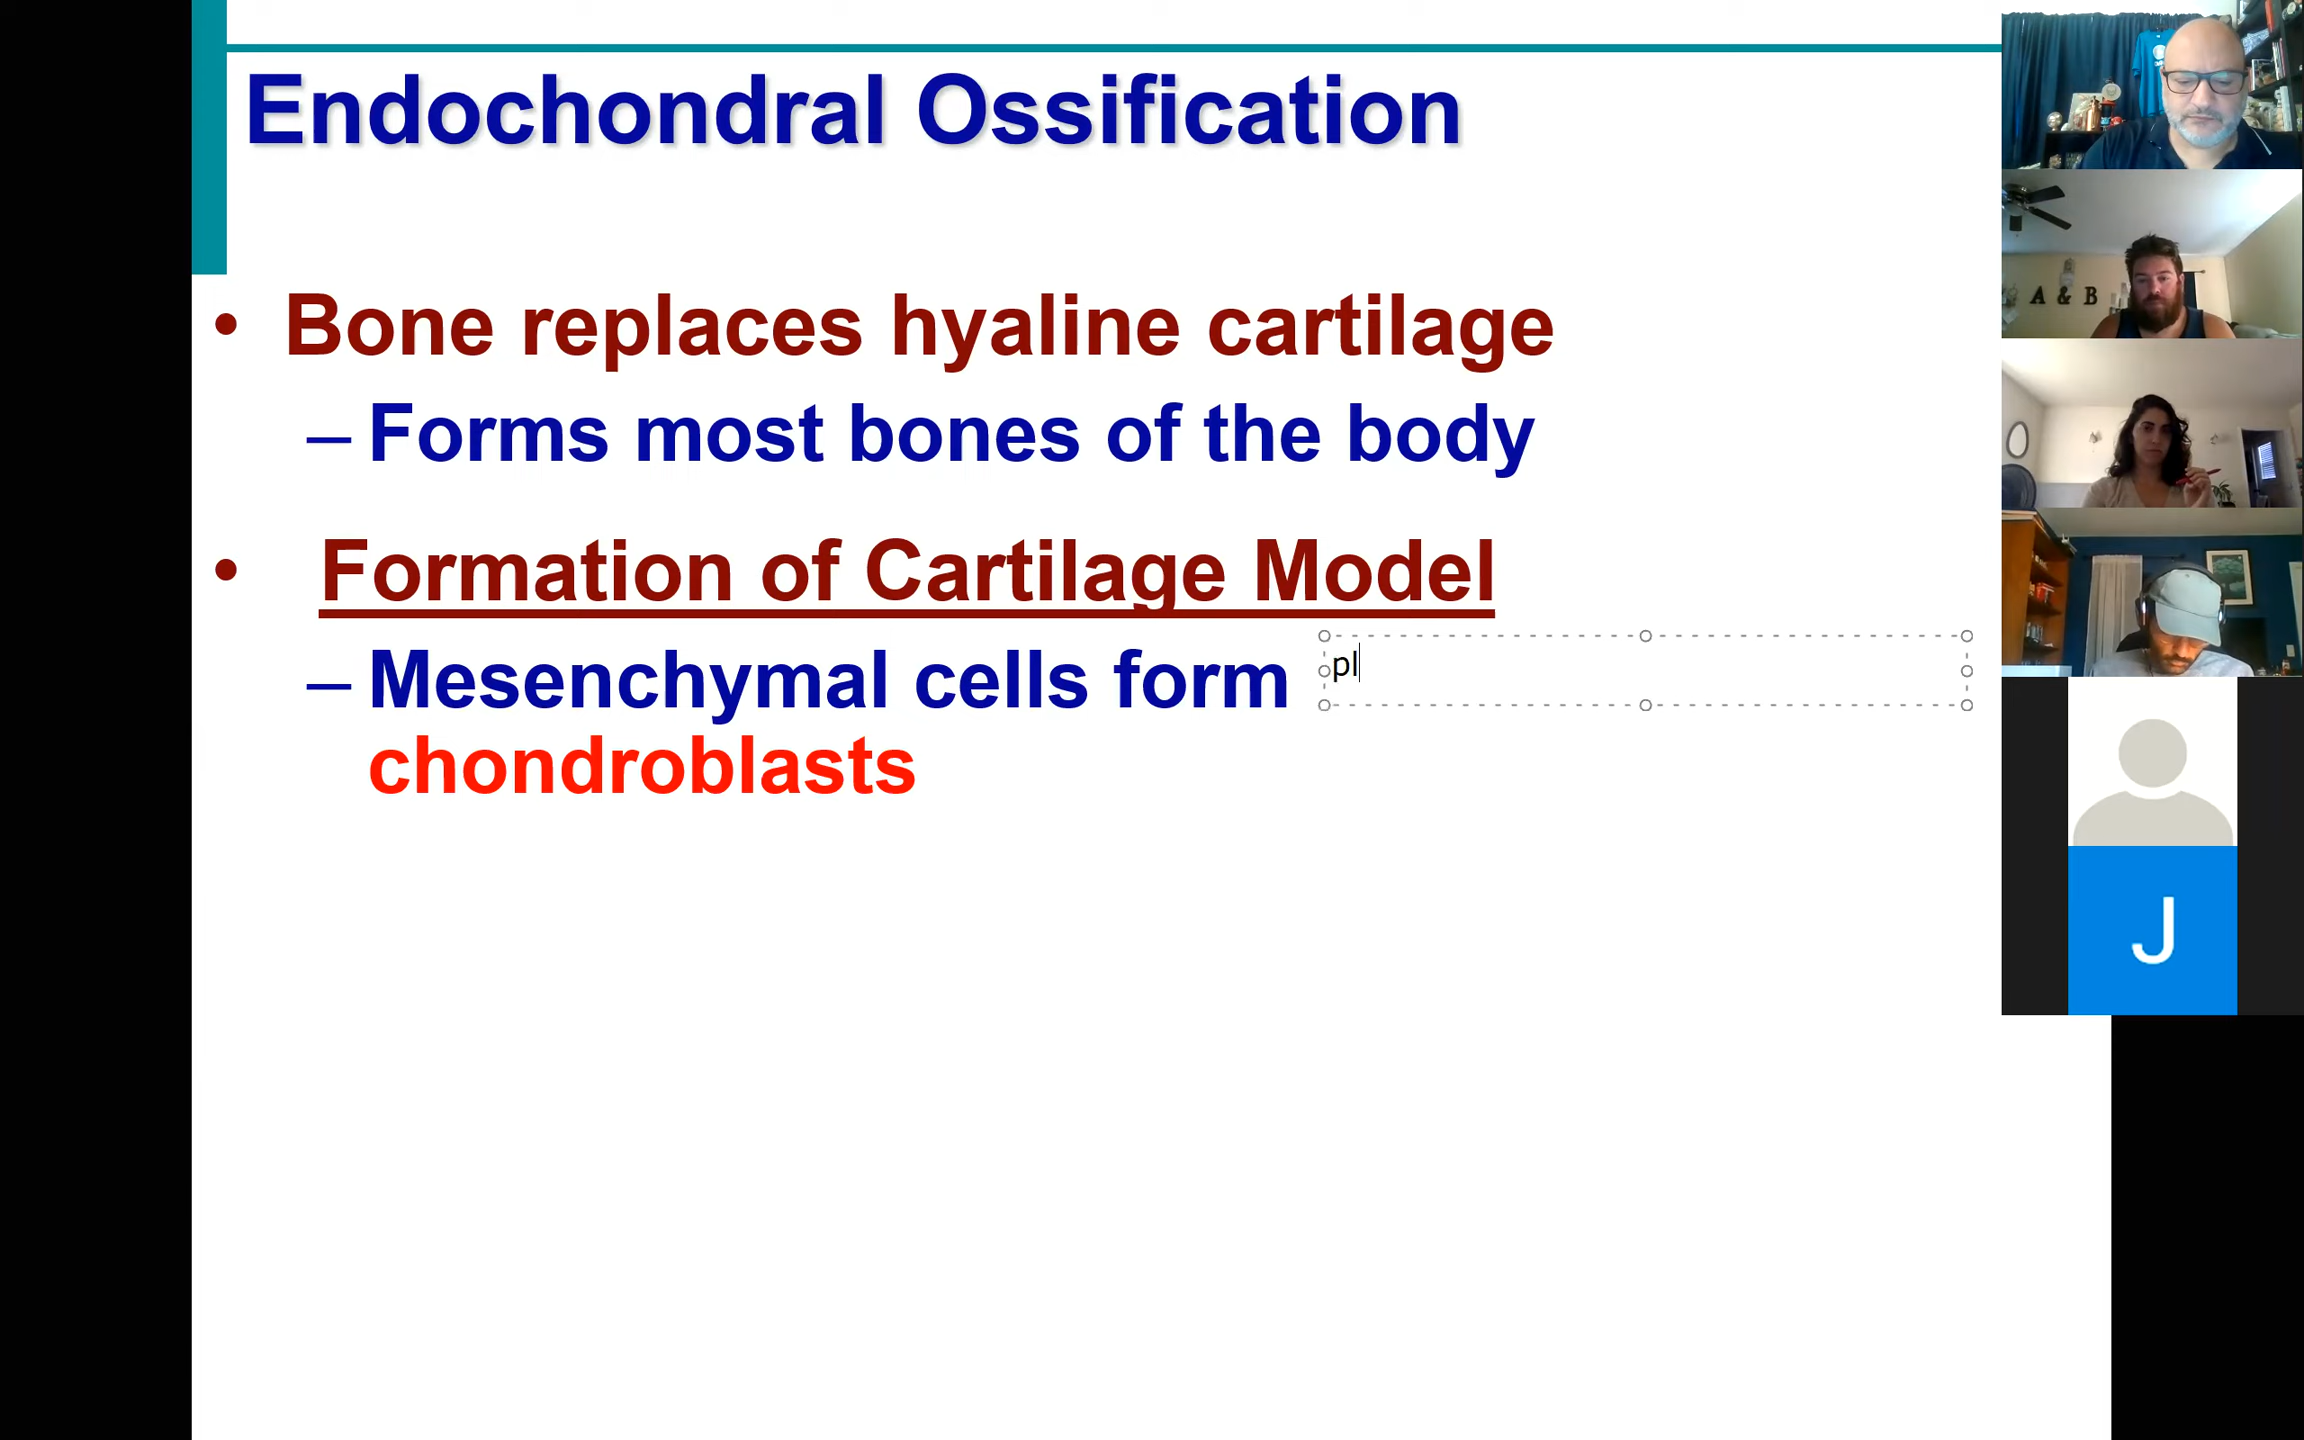 Endochondral Ossification
• Bone replaces hyaline cartilage
– Forms most bones of the body
• Formation of Cartilage Model
– Mesenchymal cells form
pl
chondroblasts
A & B
J